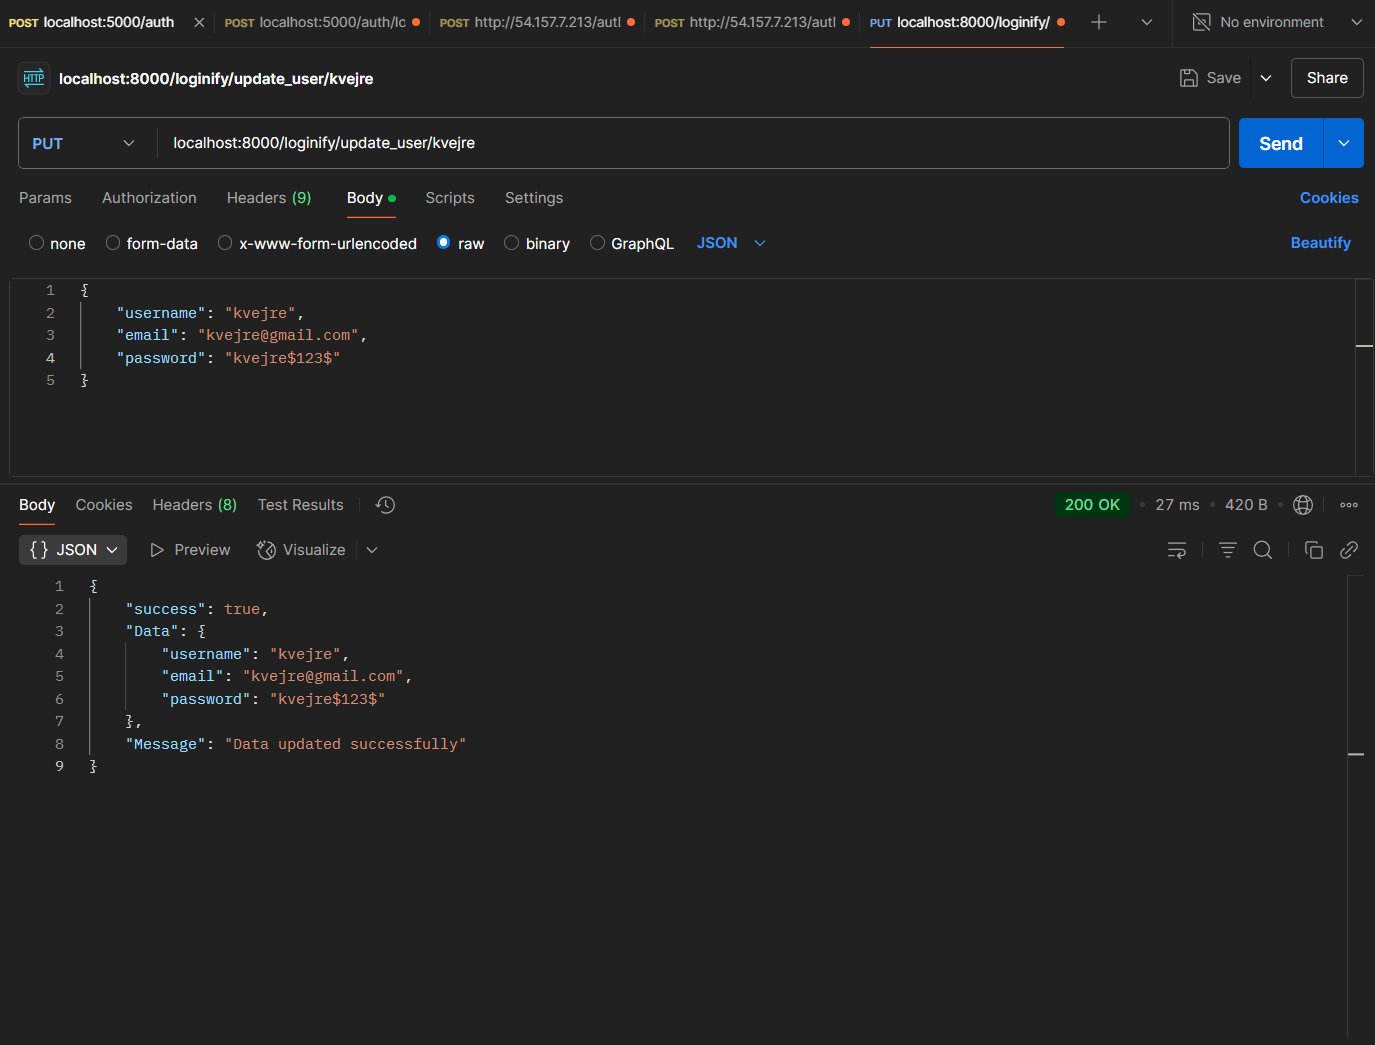 POST localhost:5000/auth POST localhost:5000/auth/lc POST http://54.157.7.213/autl POST http://54.157.7.213/autl PUT localhost:8000/loginify/ No environment
HTTP localhost:8000/loginify/update_user/kvejre Save Share
PUT localhost:8000/loginify/update_user/kvejre Send
Params Authorization Headers (9) Body Scripts Settings Cookies
none form-data x-www-form-urlencoded raw binary GraphQL JSON Beautify
1 {
2 "username": "kvejre",
3 "email": "kvejre@gmail.com",
4 "password": "kvejre$123$"
5 }
Body Cookies Headers (8) Test Results 200 OK • 27 ms • 420 B •
{} JSON Preview Visualize
1 {
2 "success": true,
3 "Data": {
4 "username": "kvejre",
5 "email": "kvejre@gmail.com",
6 "password": "kvejre$123$"
7 },
8 "Message": "Data updated successfully"
9 }